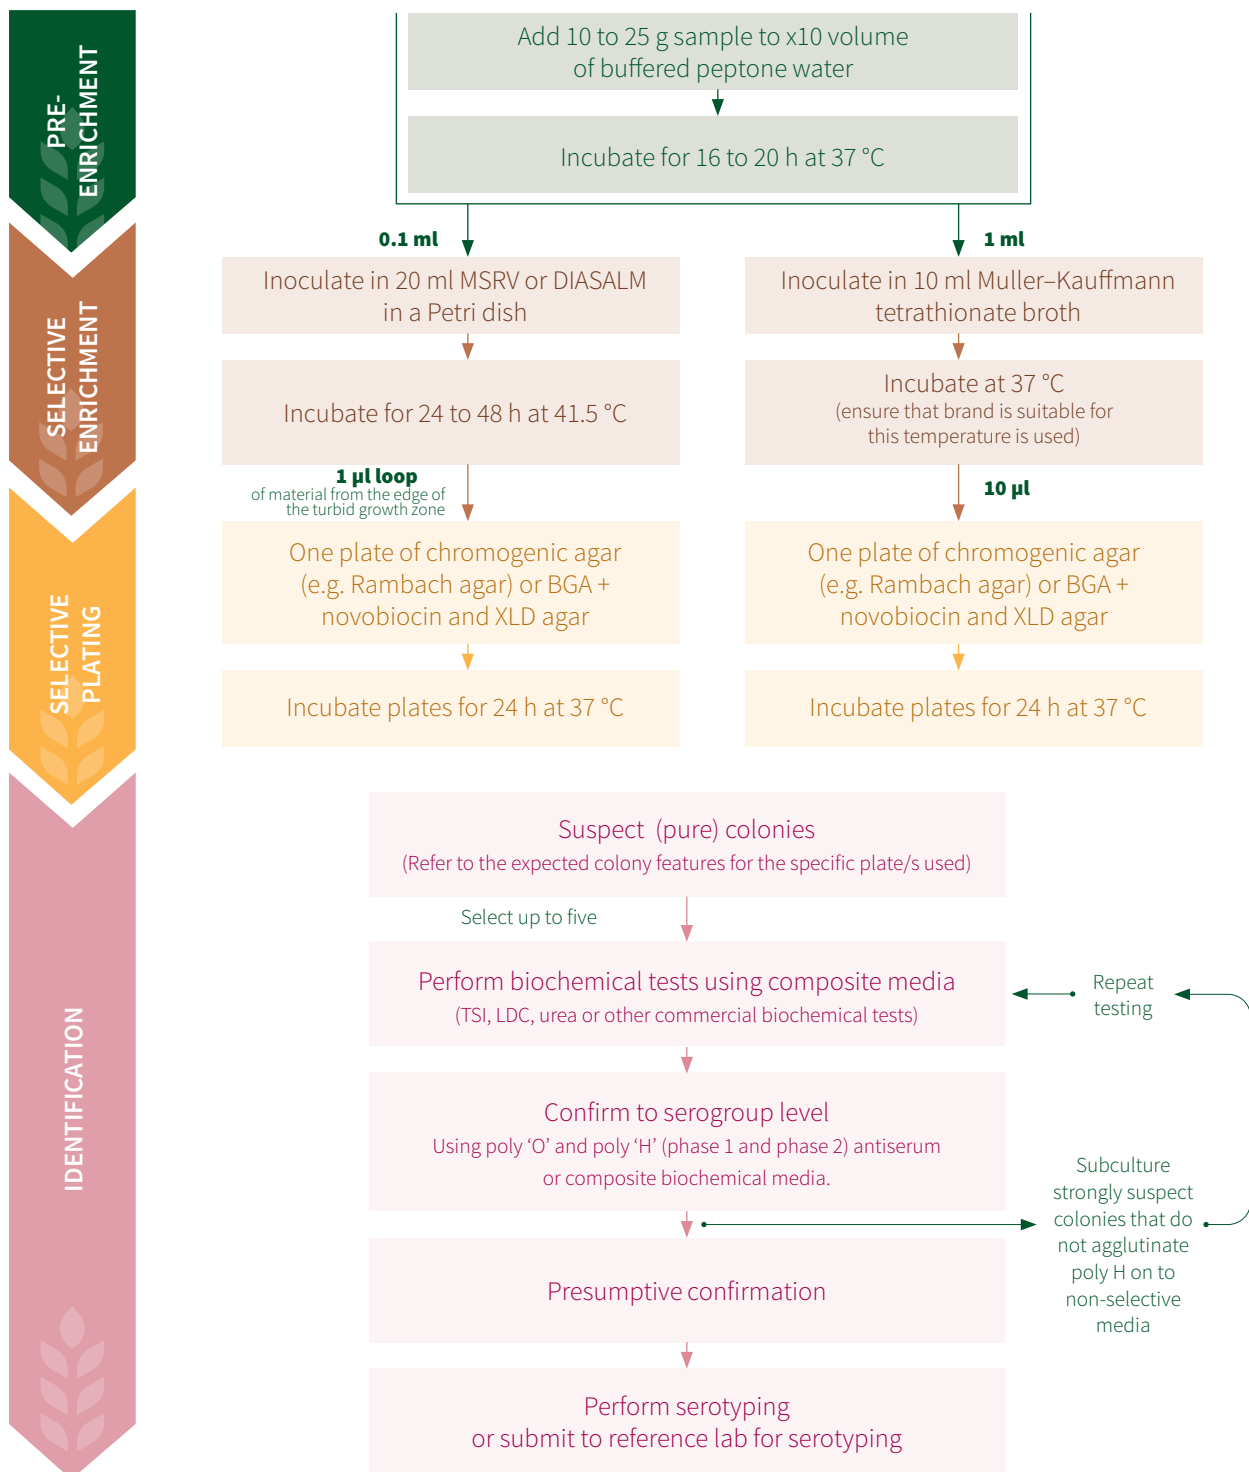 PRE-
ENRICHMENT
Add 10 to 25 g sample to x10 volume
of buffered peptone water
Incubate for 16 to 20 h at 37 °C
0.1 ml
1 ml
SELECTIVE
ENRICHMENT
Inoculate in 20 ml MSRV or DIASALM
in a Petri dish
Inoculate in 10 ml Muller–Kauffmann
tetrathionate broth
Incubate for 24 to 48 h at 41.5 °C
Incubate at 37 °C
(ensure that brand is suitable for
this temperature is used)
1 µl loop
of material from the edge of
the turbid growth zone
10 µl
SELECTIVE
PLATING
One plate of chromogenic agar
(e.g. Rambach agar) or BGA +
novobiocin and XLD agar
One plate of chromogenic agar
(e.g. Rambach agar) or BGA +
novobiocin and XLD agar
Incubate plates for 24 h at 37 °C
Incubate plates for 24 h at 37 °C
IDENTIFICATION
Suspect (pure) colonies
(Refer to the expected colony features for the specific plate/s used)
Select up to five
Perform biochemical tests using composite media
(TSI, LDC, urea or other commercial biochemical tests)
Repeat
testing
Confirm to serogroup level
Using poly ‘O’ and poly ‘H’ (phase 1 and phase 2) antiserum
or composite biochemical media.
Subculture
strongly suspect
colonies that do
not agglutinate
poly H on to
non-selective
media
Presumptive confirmation
Perform serotyping
or submit to reference lab for serotyping